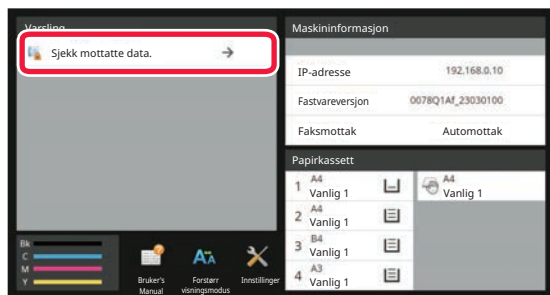 Varsling
Sjekk mottatte data.
Maskininformasjon
IP-adresse 192.168.0.10
Fastvareversjon 0078Q1Af_23030100
Faksmottak Automottak
Papirkassett
1 A4
Vanlig 1
A4
Vanlig 1
2 A4
Vanlig 1
3 B4
Vanlig 1
4 A3
Vanlig 1
Bk
C
M
Y
Bruker's
Manual
Forstørr
visningsmodus
Innstillinger